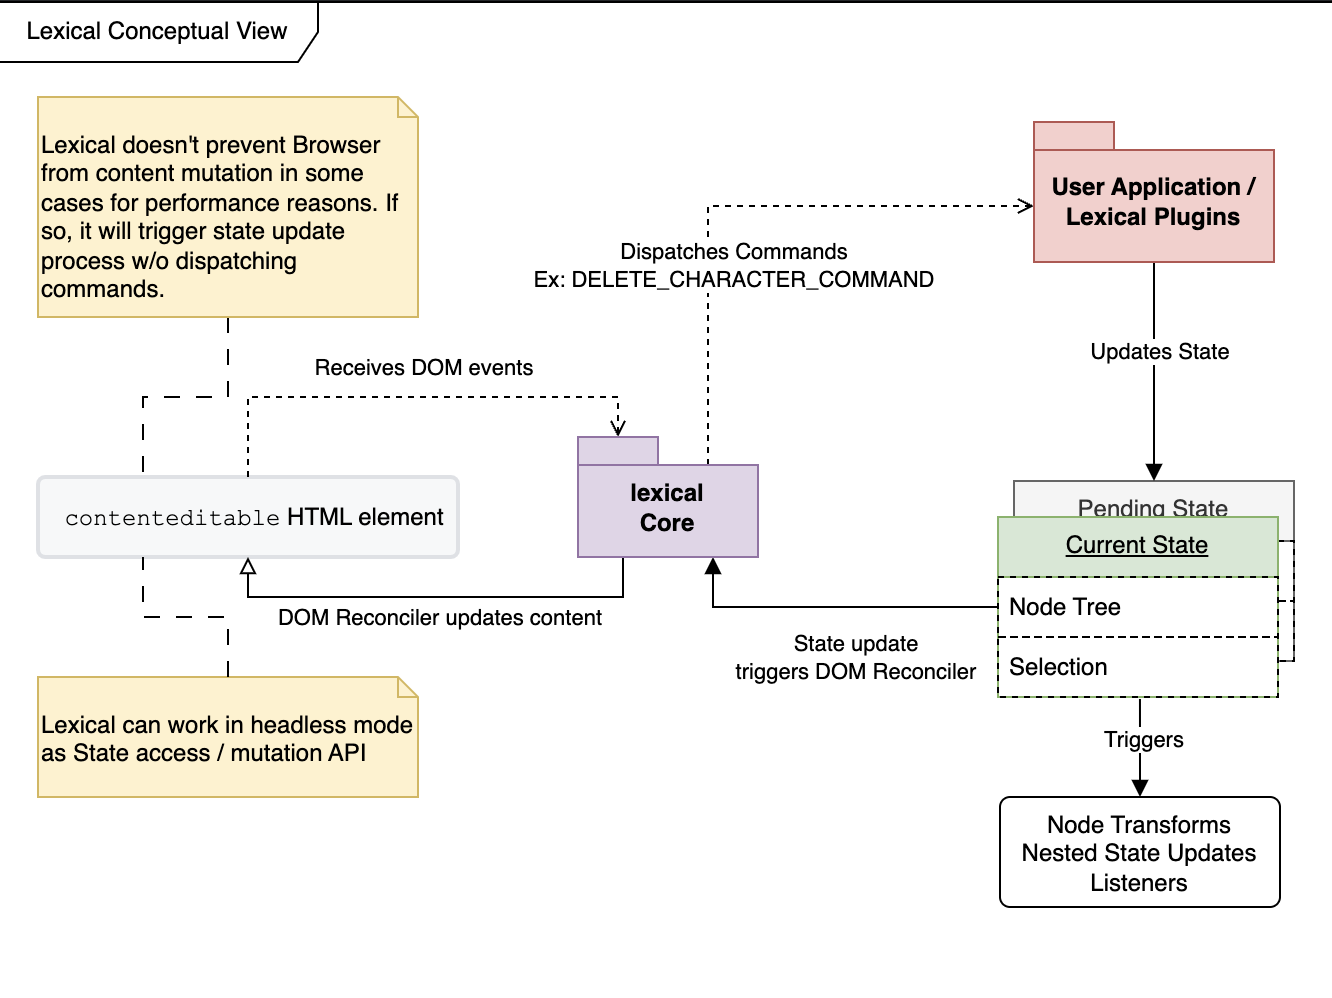 Lexical Conceptual View
Lexical doesn't prevent Browser
from content mutation in some
cases for performance reasons. If
so, it will trigger state update
process w/o dispatching
commands.
User Application /
Lexical Plugins
Dispatches Commands
Ex: DELETE_CHARACTER_COMMAND
Updates State
Receives DOM events
lexical
Core
contenteditable HTML element
Pending State
Current State
Node Tree
Selection
DOM Reconciler updates content
State update
triggers DOM Reconciler
Lexical can work in headless mode
as State access / mutation API
Triggers
Node Transforms
Nested State Updates
Listeners